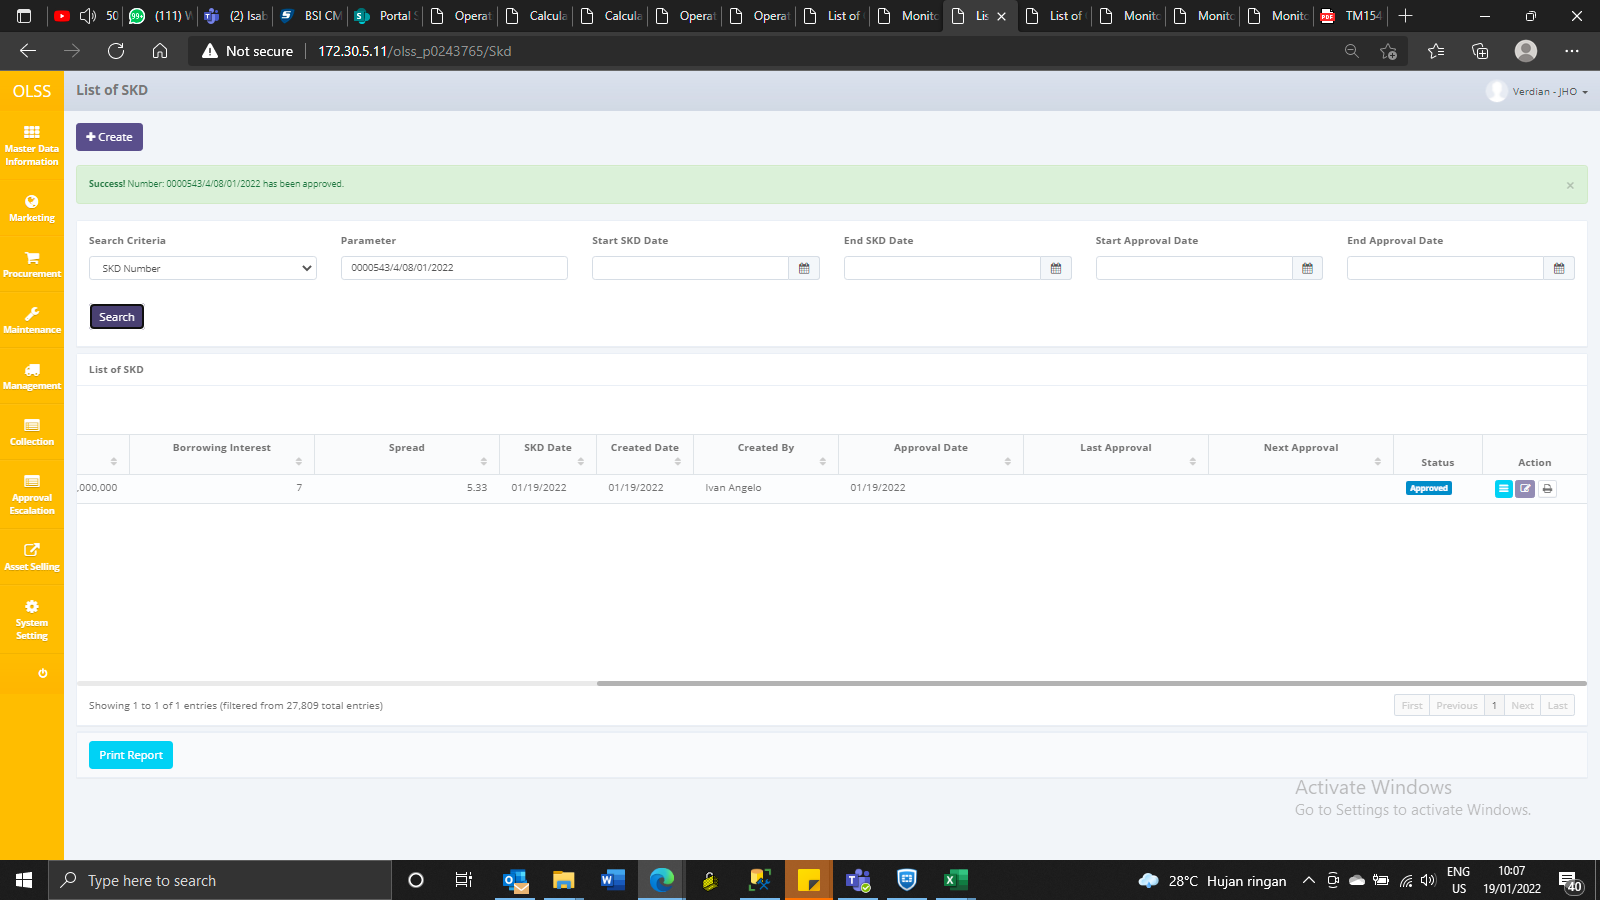 50
(111) W
(2) Isab
BSI CM
Portal S
Operat
Calcula
Calcula
Operat
Operat
List of
Monito
Lis
List of
Monito
Monito
Monito
TM154
Not secure
172.30.5.11/olss_p0243765/Skd
OLSS
List of SKD
Verdian - JHO
Master Data
Information
Marketing
Procurement
Maintenance
Management
Collection
Approval
Escalation
Asset Selling
System
Setting
Create
Success! Number: 0000543/4/08/01/2022 has been approved.
×
Search Criteria
Parameter
Start SKD Date
End SKD Date
Start Approval Date
End Approval Date
SKD Number
0000543/4/08/01/2022
Search
List of SKD
Borrowing Interest
Spread
SKD Date
Created Date
Created By
Approval Date
Last Approval
Next Approval
Status
Action
,000,000
7
5.33
01/19/2022
01/19/2022
Ivan Angelo
01/19/2022
Approved
Showing 1 to 1 of 1 entries (filtered from 27,809 total entries)
First
Previous
1
Next
Last
Print Report
Activate Windows
Go to Settings to activate Windows.
Type here to search
28°C Hujan ringan
ENG
US
10:07
19/01/2022
40